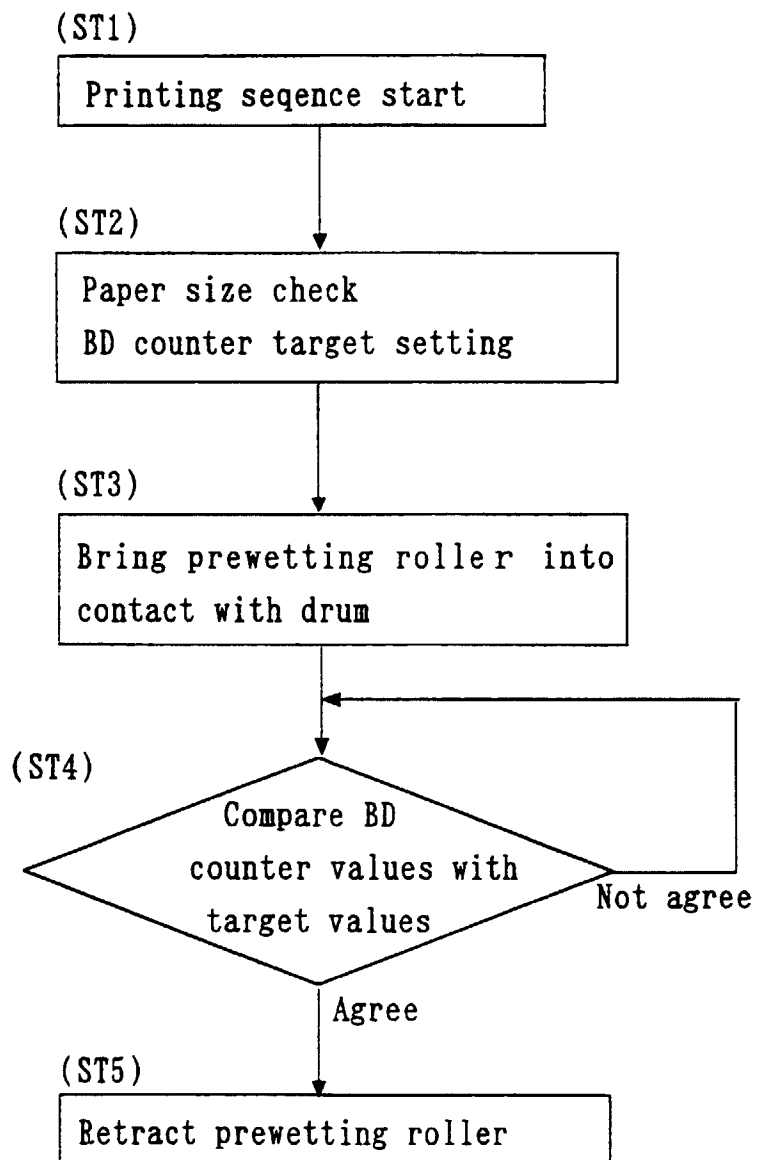 (ST1)
Printing seqence start
(ST2)
Paper size check
BD counter target setting
(ST3)
Bring prewetting roller into
contact with drum
(ST4)
Compare BD
counter values with
target values
Not agree
Agree
(ST5)
Retract prewetting roller